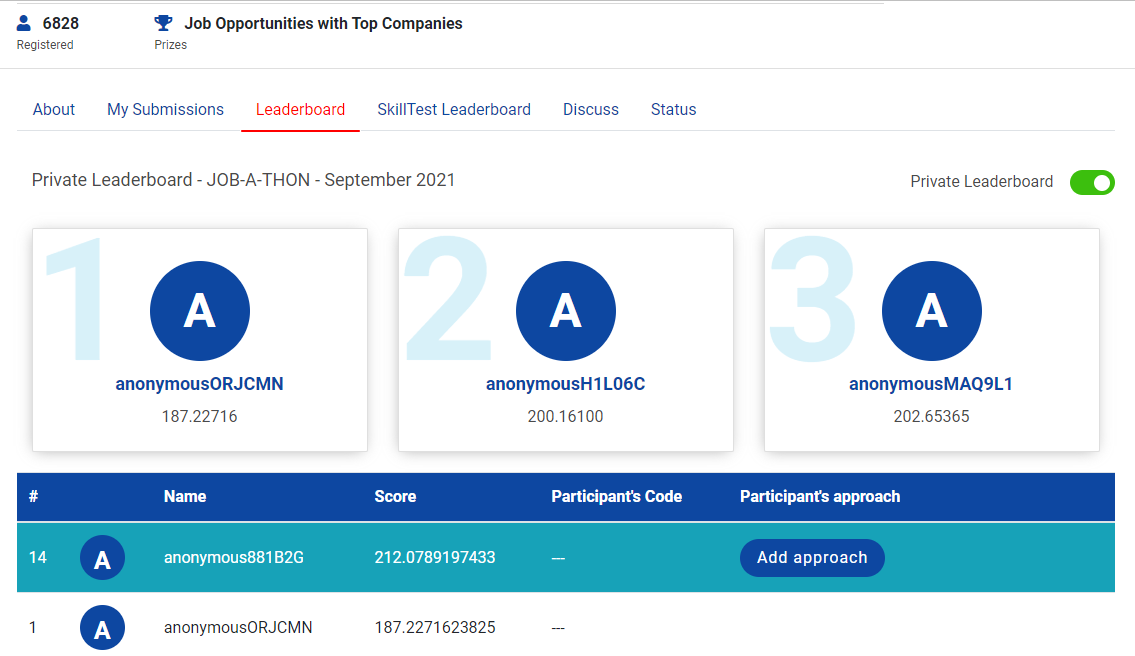 6828 Job Opportunities with Top Companies
Registered Prizes
About My Submissions Leaderboard SkillTest Leaderboard Discuss Status
Private Leaderboard - JOB-A-THON - September 2021 Private Leaderboard
1 2 3
A A A
anonymousORJCMN anonymousH1L06C anonymousMAQ9L1
187.22716 200.16100 202.65365
# Name Score Participant's Code Participant's approach
14 A anonymous881B2G 212.0789197433 --- Add approach
1 A anonymousORJCMN 187.2271623825 ---